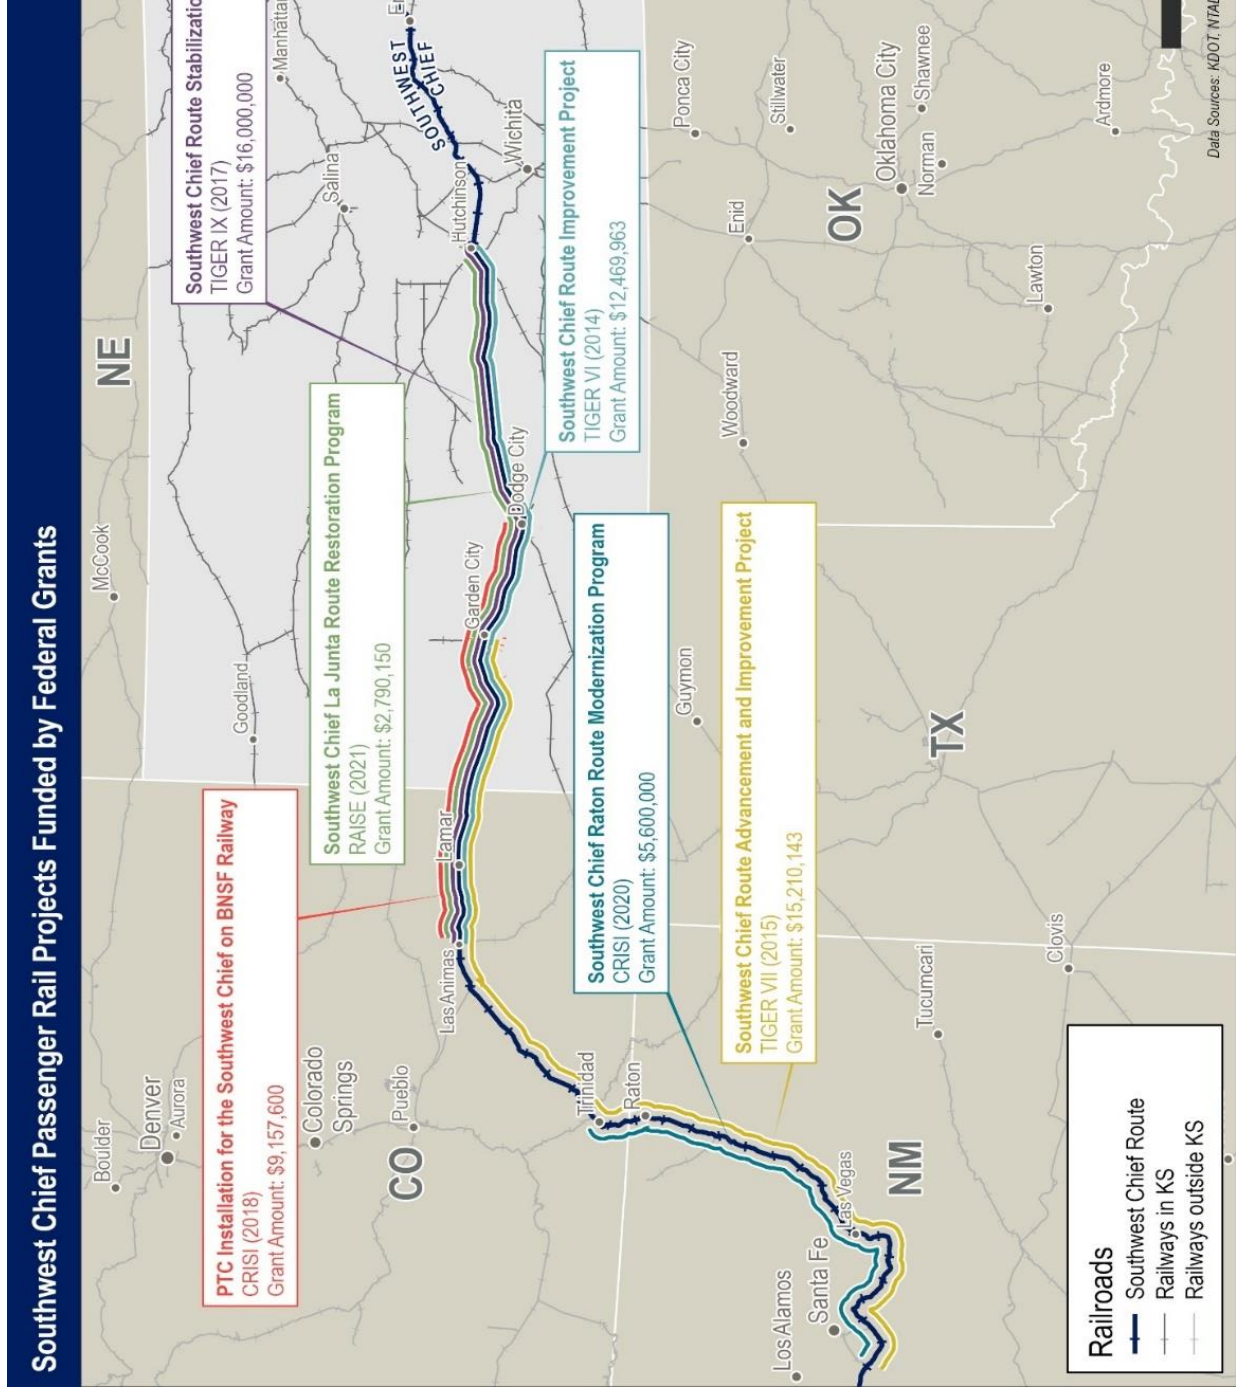 Southwest Chief Passenger Rail Projects Funded by Federal Grants
NE
McCook
Manhattan
Goodland
Salina
Boulder
Denver
Aurora
Colorado
Springs
Pueblo
CO
PTC Installation for the Southwest Chief on BNSF Railway
CRISI (2018)
Grant Amount: $9,157,600
Southwest Chief La Junta Route Restoration Program
RAISE (2021)
Grant Amount: $2,790,150
Southwest Chief Route Stabilizatio
TIGER IX (2017)
Grant Amount: $16,000,000
SOUTHWEST
CHIEF
Las Animas
Lamar
Garden City
Dodge City
Hutchinson
Wichita
Southwest Chief Route Improvement Project
TIGER VI (2014)
Grant Amount: $12,469,963
Southwest Chief Raton Route Modernization Program
CRISI (2020)
Grant Amount: $5,600,000
Southwest Chief Route Advancement and Improvement Project
TIGER VII (2015)
Grant Amount: $15,210,143
Trinidad
Raton
Las Vegas
Santa Fe
Los Alamos
NM
Guymon
Woodward
Enid
Ponca City
Stillwater
OK
Oklahoma City
Shawnee
Norman
Lawton
Ardmore
TX
Tucumcari
Clovis
Railroads
Southwest Chief Route
Railways in KS
Railways outside KS
Data Sources: KDOT, NTAD